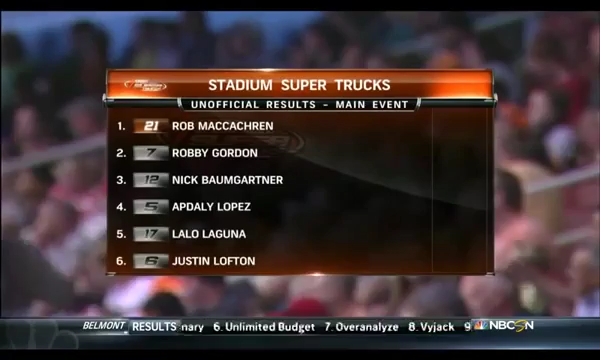 STADIUM SUPER TRUCKS
UNOFFICIAL RESULTS - MAIN EVENT
1. 21 ROB MACCACHREN
2. 7 ROBBY GORDON
3. 12 NICK BAUMGARTNER
4. 5 APDALY LOPEZ
5. 17 LALO LAGUNA
6. 6 JUSTIN LOFTON
BELMONT RESULTS nary 6. Unlimited Budget 7. Overanalyze 8. Vyjack 9 NBCSN